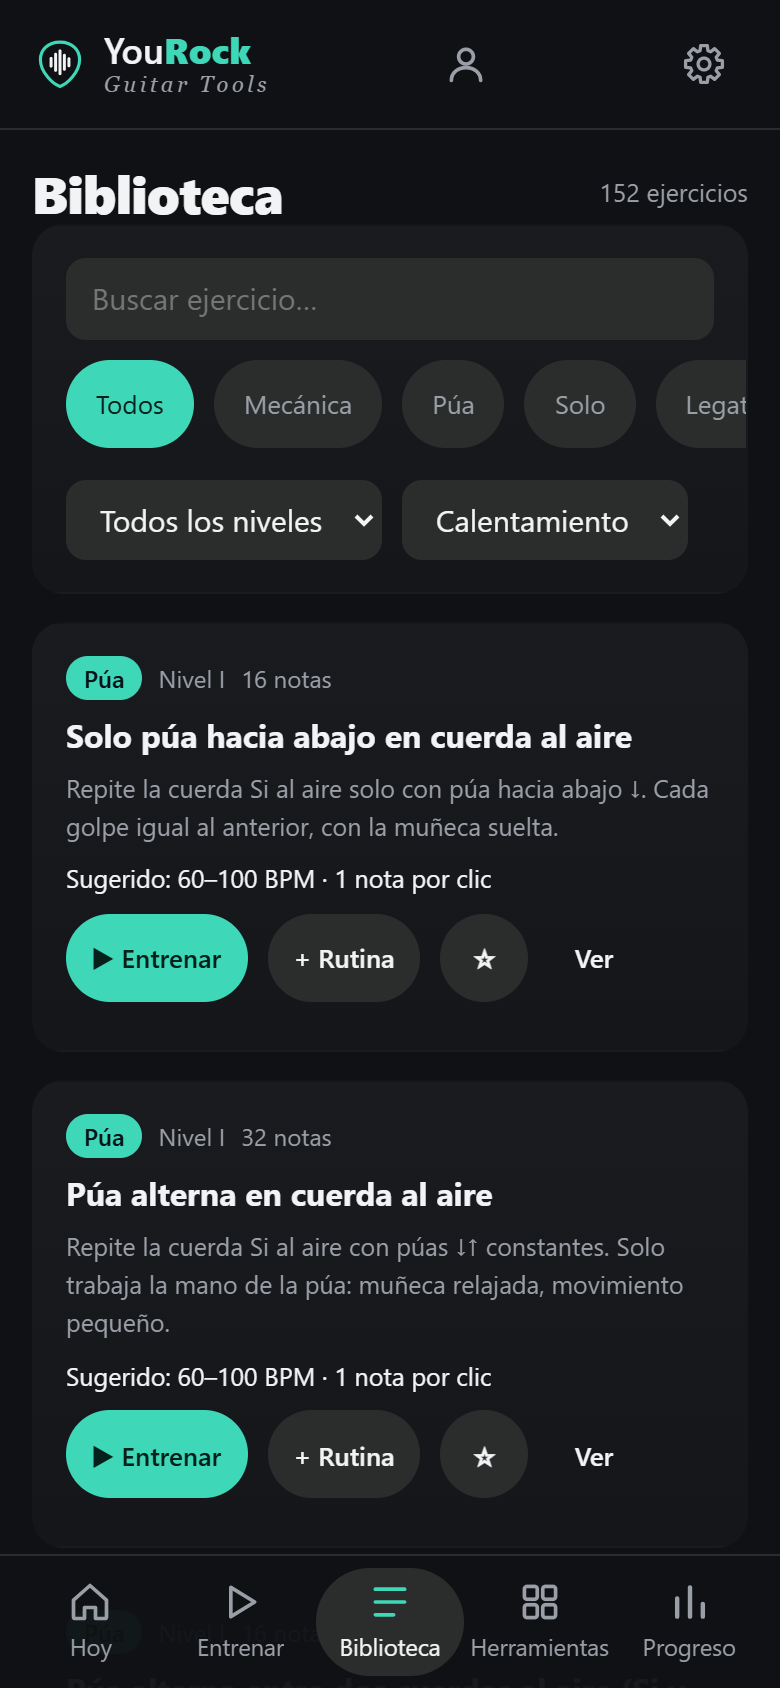 YouRock
Guitar Tools
Biblioteca
152 ejercicios
Buscar ejercicio...
Todos
Mecánica
Púa
Solo
Legat
Todos los niveles
Calentamiento
Púa Nivel I 16 notas
Solo púa hacia abajo en cuerda al aire
Repite la cuerda Si al aire solo con púa hacia abajo ↓. Cada
golpe igual al anterior, con la muñeca suelta.
Sugerido: 60–100 BPM · 1 nota por clic
▶ Entrenar
+ Rutina
☆
Ver
Púa Nivel I 32 notas
Púa alterna en cuerda al aire
Repite la cuerda Si al aire con púas ↓↑ constantes. Solo
trabaja la mano de la púa: muñeca relajada, movimiento
pequeño.
Sugerido: 60–100 BPM · 1 nota por clic
▶ Entrenar
+ Rutina
☆
Ver
Púa Nivel I 16 notas
Hoy
Entrenar
Biblioteca
Herramientas
Progreso